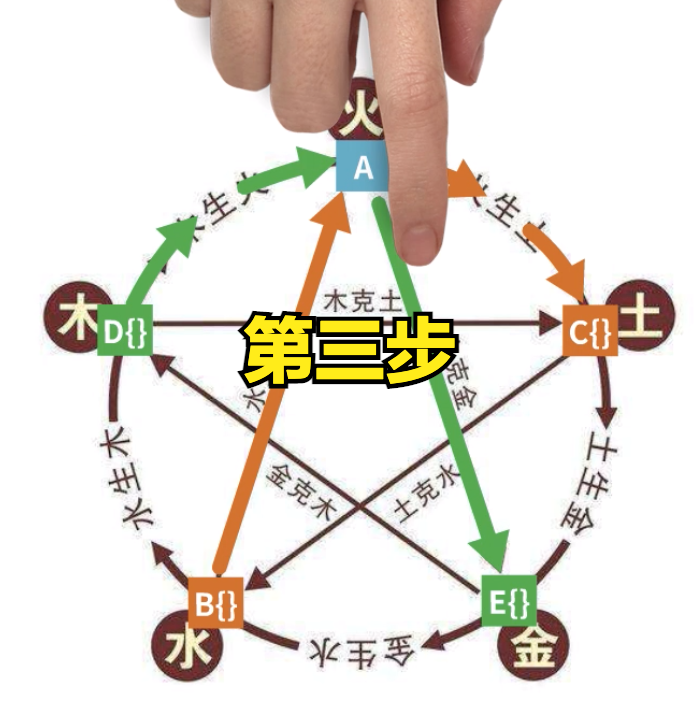 火
A
木生火
火生土
木
D{}
木克土
C{}
土
第三步
水
克金
水生木
金克木
土克水
土生金
B{}
E{}
水
金生水
金